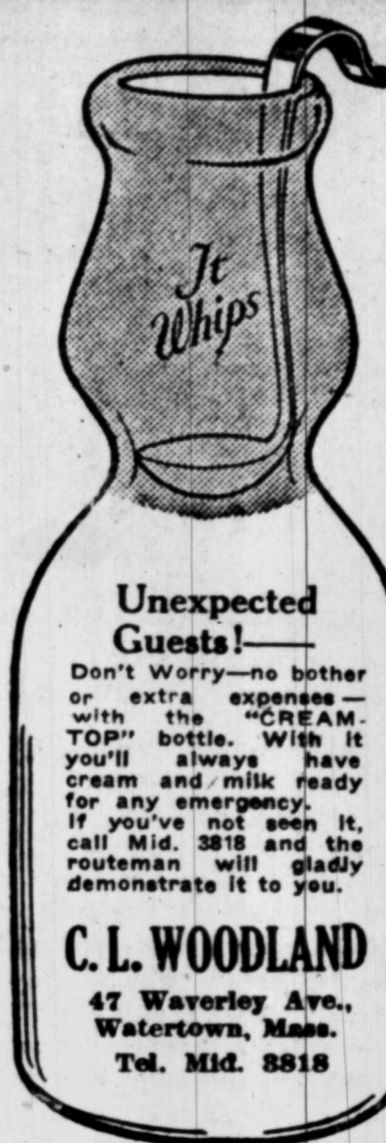 It
Whips
Unexpected
Guests!—
Don't Worry—no bother
or extra expenses—
with the "CREAM-
TOP" bottle. With it
you'll always have
cream and milk ready
for any emergency.
If you've not seen it,
call Mid. 3818 and the
routeman will gladly
demonstrate it to you.
C. L. WOODLAND
47 Waverley Ave.,
Watertown, Mass.
Tel. Mid. 3818